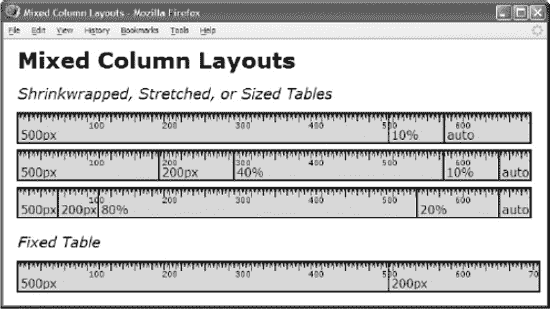 Mixed Column Layouts - Mozilla Firefox
File Edit View History Bookmarks Tools Help
Mixed Column Layouts
Shrinkwrapped, Stretched, or Sized Tables
100 200 300 400 500 600
500px 10% auto
100 200 300 400 500 600
500px 200px 40% 10% auto
100 200 300 400 500 600
500px 200px 80% 20% auto
Fixed Table
100 200 300 400 500 600 70
500px 200px